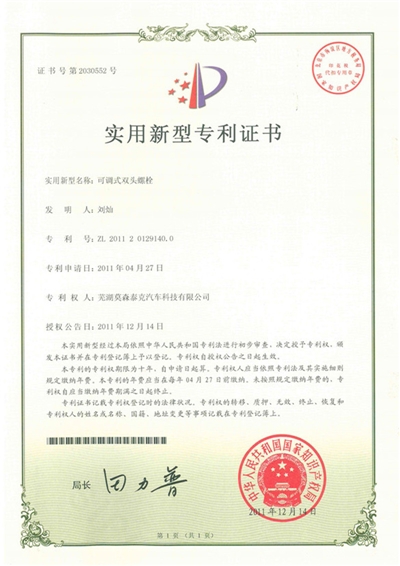 证书号第2030552号
实用新型专利证书
实用新型名称：可调式双头螺栓
发　明　人：刘灿
专　利　号：ZL 2011 2 0129140.0
专利申请日：2011年04月27日
专利权人：芜湖莫森泰克汽车科技有限公司
授权公告日：2011年12月14日
本实用新型经过本局依照中华人民共和国专利法进行初步审查，决定授予专利权，颁
发本证书并在专利登记簿上予以登记。专利权自授权公告之日起生效。
本专利的专利权期限为十年，自申请日起算。专利权人应当依照专利法及其实施细则
规定缴纳年费。本专利的年费应当在每年04月27日前缴纳。未按照规定缴纳年费的，专
利权自应当缴纳年费期满之日起终止。
专利证书记载专利权登记时的法律状况。专利权的转移、质押、无效、终止、恢复和
专利权人的姓名或名称、国籍、地址变更等事项记载在专利登记簿上。
局长 田力普
中华人民共和国国家知识产权局
2011年12月14日
第1页（共1页）